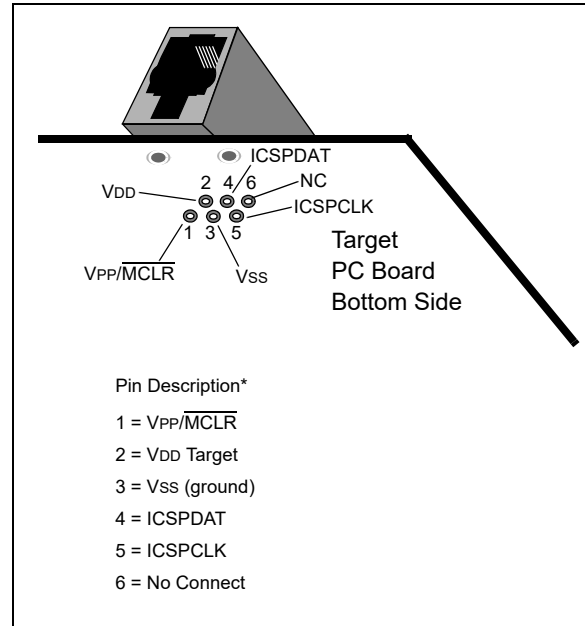 ICSPDAT
NC
VDD
2 4 6
ICSPCLK
1 3 5
VPP/MCLR
VSS
Target
PC Board
Bottom Side
Pin Description*
1 = VPP/MCLR
2 = VDD Target
3 = VSS (ground)
4 = ICSPDAT
5 = ICSPCLK
6 = No Connect